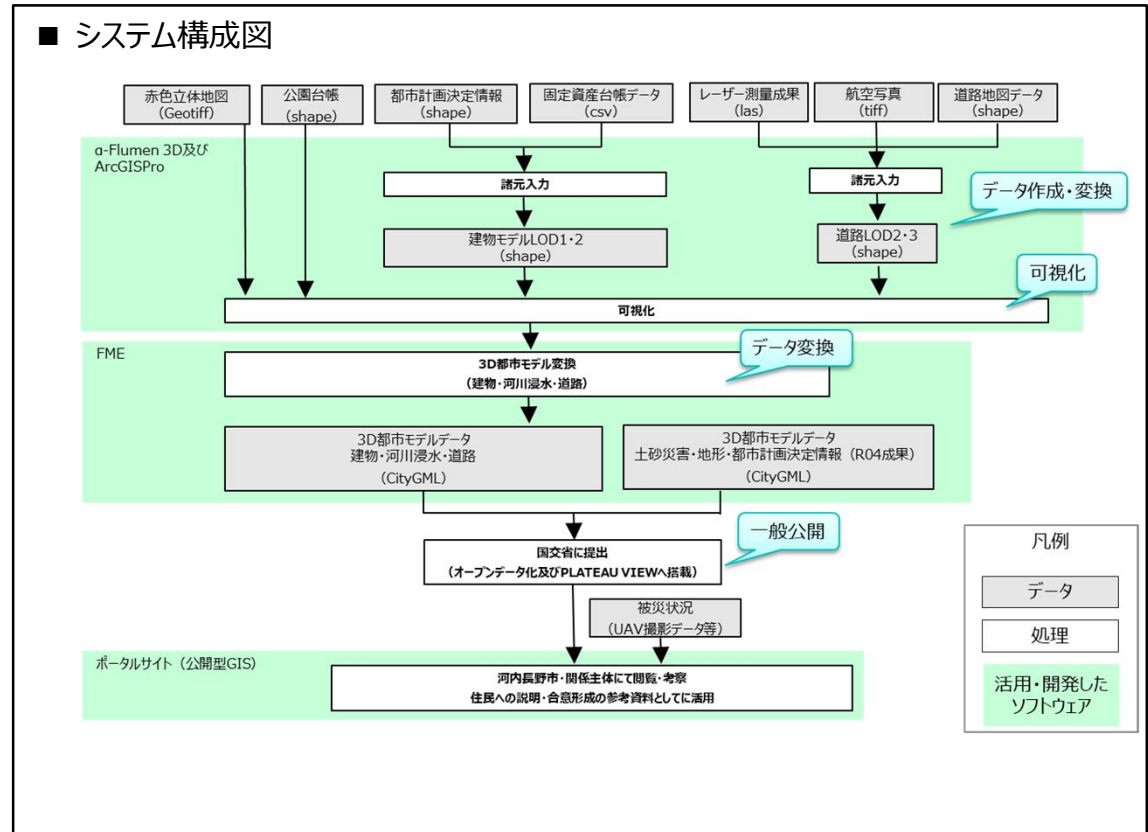 ■ システム構成図
赤色立体地図
(Geotiff)
公園台帳
(shape)
都市計画決定情報
(shape)
固定資産台帳データ
(csv)
レーザー測量成果
(las)
航空写真
(tiff)
道路地図データ
(shape)
α-Flumen 3D及び
ArcGISPro
諸元入力
諸元入力
データ作成・変換
建物モデルLOD1・2
(shape)
道路LOD2・3
(shape)
可視化
可視化
FME
データ変換
3D都市モデル変換
(建物・河川浸水・道路)
3D都市モデルデータ
建物・河川浸水・道路
(CityGML)
3D都市モデルデータ
土砂災害・地形・都市計画決定情報（R04成果）
(CityGML)
一般公開
国交省に提出
(オープンデータ化及びPLATEAU VIEWへ搭載)
被災状況
(UAV撮影データ等)
ポータルサイト（公開型GIS）
河内長野市・関係主体にて閲覧・考察
住民への説明・合意形成の参考資料としてに活用
凡例
データ
処理
活用・開発した
ソフトウェア